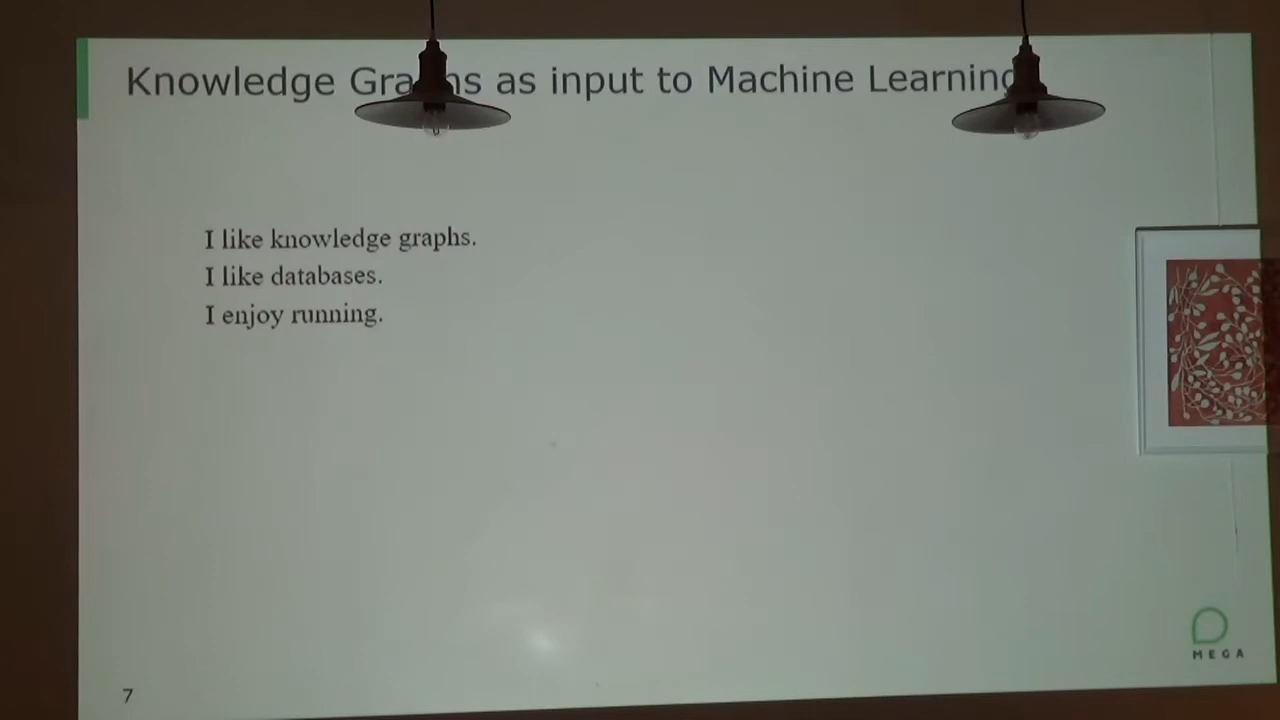 Knowledge Graphs as input to Machine Learning
I like knowledge graphs.
I like databases.
I enjoy running.
MEGA
7